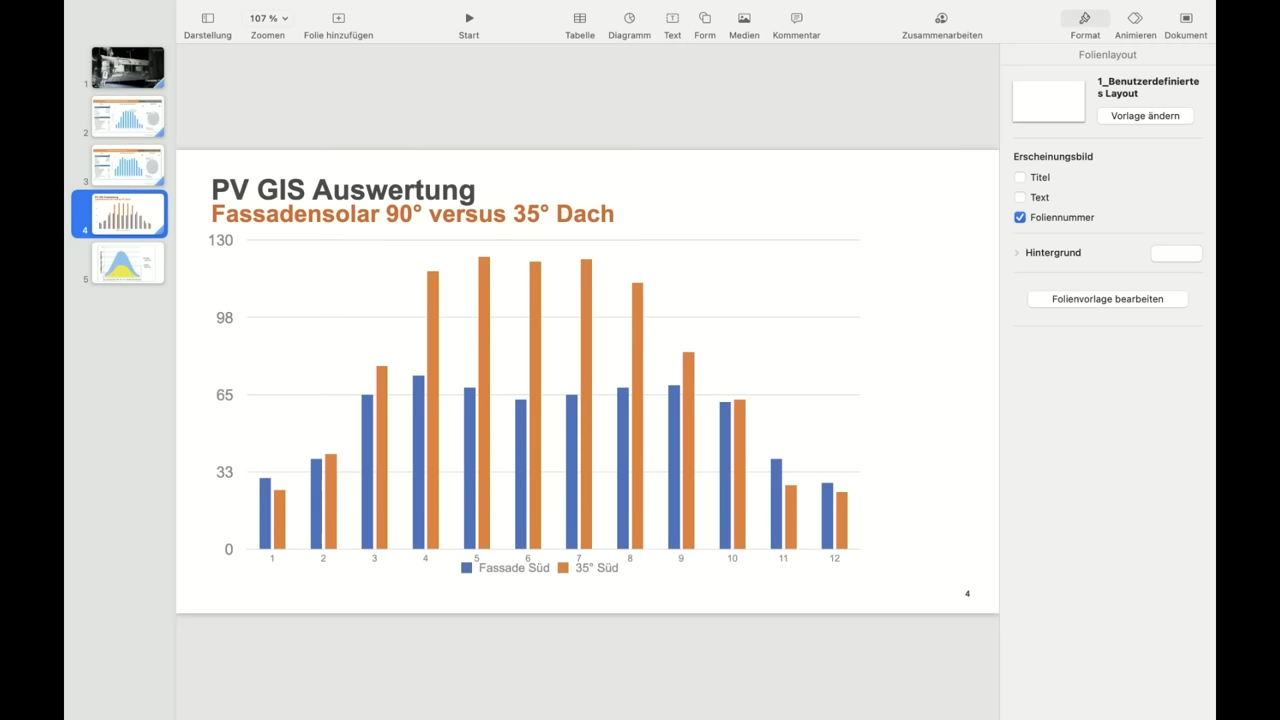 107 %
Darstellung
Zoomen
Folie hinzufügen
Start
Tabelle
Diagramm
Text
Form
Medien
Kommentar
Zusammenarbeiten
Format
Animieren
Dokument
Folienlayout
1_Benutzerdefinierte
s Layout
Vorlage ändern
Erscheinungsbild
Titel
Text
Foliennummer
Hintergrund
Folienvorlage bearbeiten
1
2
3
4
5
PV GIS Auswertung
Fassadensolar 90° versus 35° Dach
130
98
65
33
0
1 2 3 4 5 6 7 8 9 10 11 12
Fassade Süd 35° Süd
4